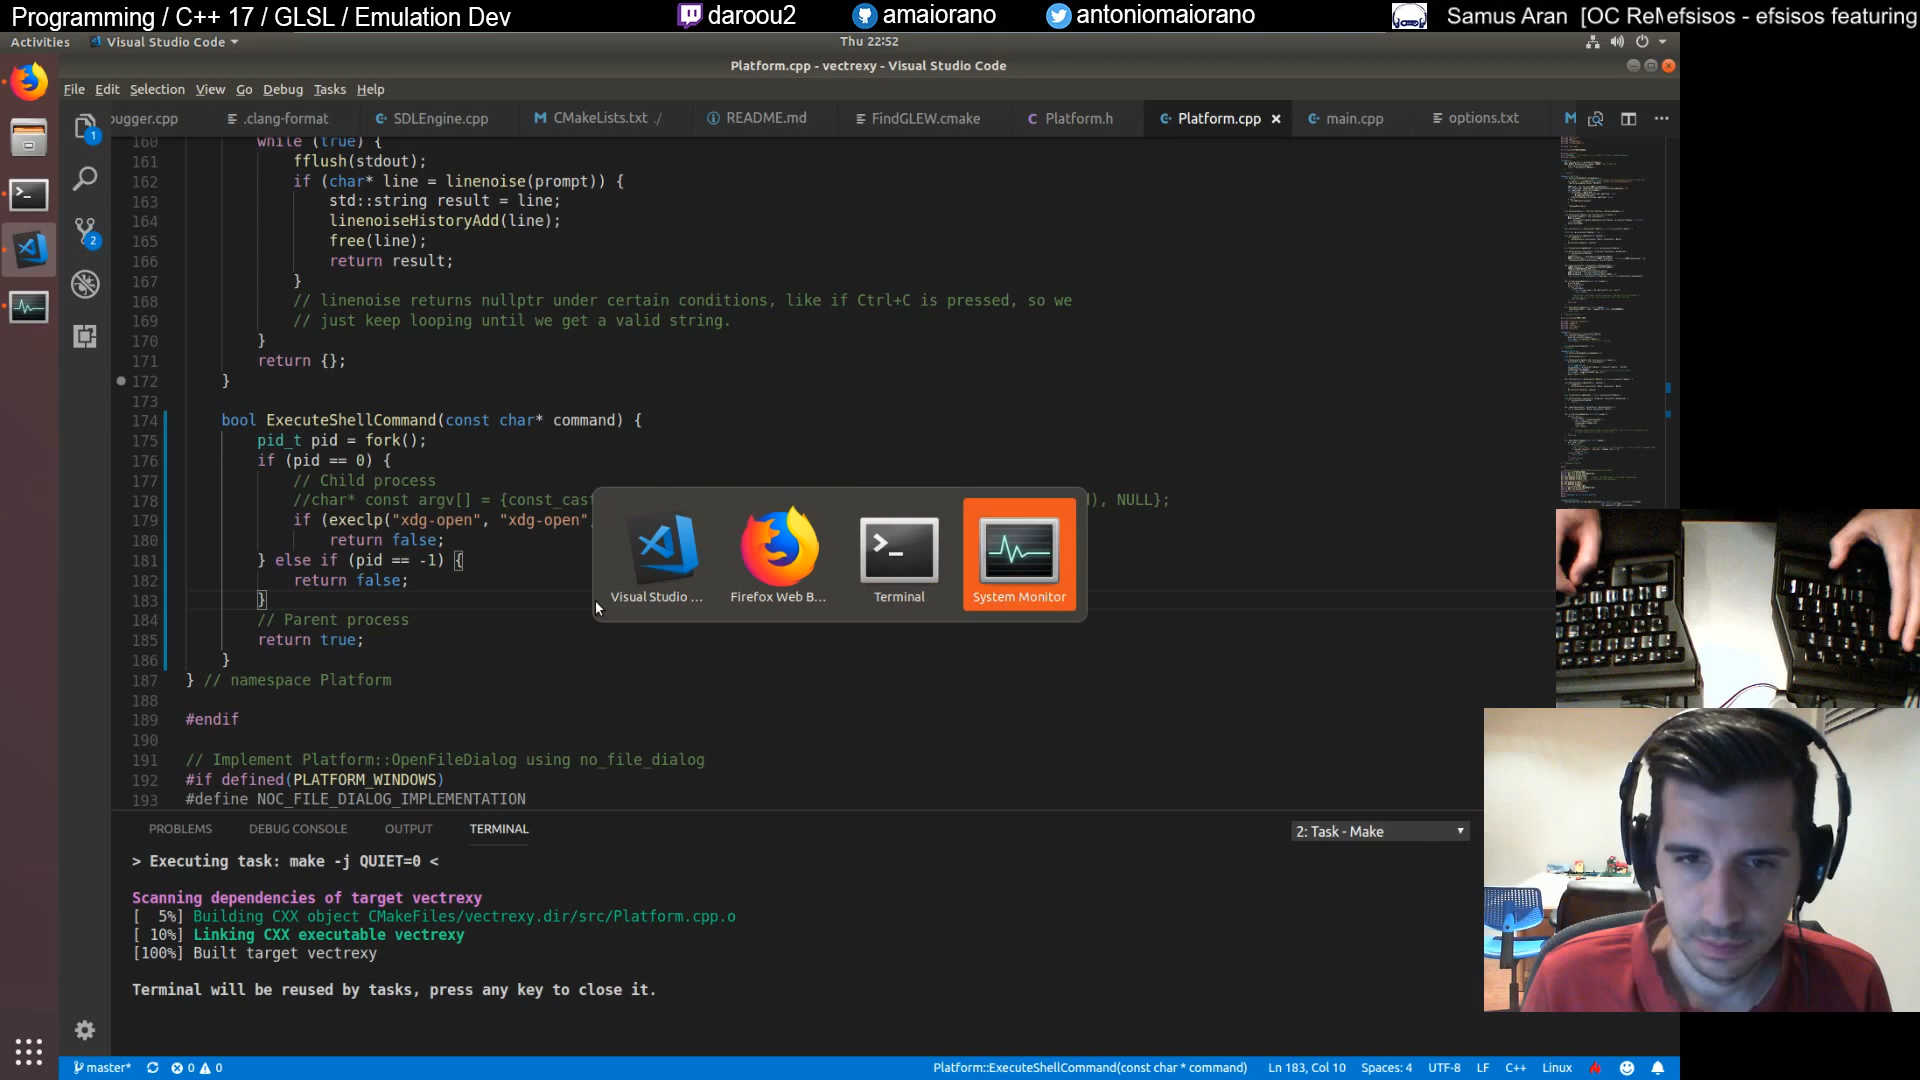 Programming / C++ 17 / GLSL / Emulation Dev
daroou2
amaiorano
antoniomaiorano
Samus Aran [OC ReM
efsisos - efsisos featuring
Activities
Visual Studio Code
Thu 22:52
Platform.cpp - vectrexy - Visual Studio Code
File Edit Selection View Go Debug Tasks Help
1
2
ugger.cpp
.clang-format
SDLEngine.cpp
CMakeLists.txt ./
README.md
FindGLEW.cmake
Platform.h
Platform.cpp
main.cpp
options.txt
160 while (true) {
161 fflush(stdout);
162 if (char* line = linenoise(prompt)) {
163 std::string result = line;
164 linenoiseHistoryAdd(line);
165 free(line);
166 return result;
167 }
168 // linenoise returns nullptr under certain conditions, like if Ctrl+C is pressed, so we
169 // just keep looping until we get a valid string.
170 }
171 return {};
172 }
173
174 bool ExecuteShellCommand(const char* command) {
175 pid_t pid = fork();
176 if (pid == 0) {
177 // Child process
178 //char* const argv[] = {const_cas ), NULL};
179 if (execlp("xdg-open", "xdg-open"
180 return false;
181 } else if (pid == -1) {
182 return false;
183 }
184 // Parent process
185 return true;
186 }
187 } // namespace Platform
188
189 #endif
190
191 // Implement Platform::OpenFileDialog using no_file_dialog
192 #if defined(PLATFORM_WINDOWS)
193 #define NOC_FILE_DIALOG_IMPLEMENTATION
Visual Studio ...
Firefox Web B...
Terminal
System Monitor
PROBLEMS DEBUG CONSOLE OUTPUT TERMINAL
2: Task - Make
> Executing task: make -j QUIET=0 <
Scanning dependencies of target vectrexy
[  5%] Building CXX object CMakeFiles/vectrexy.dir/src/Platform.cpp.o
[ 10%] Linking CXX executable vectrexy
[100%] Built target vectrexy
Terminal will be reused by tasks, press any key to close it.
master*
0
0
Platform::ExecuteShellCommand(const char * command)
Ln 183, Col 10
Spaces: 4
UTF-8
LF
C++
Linux